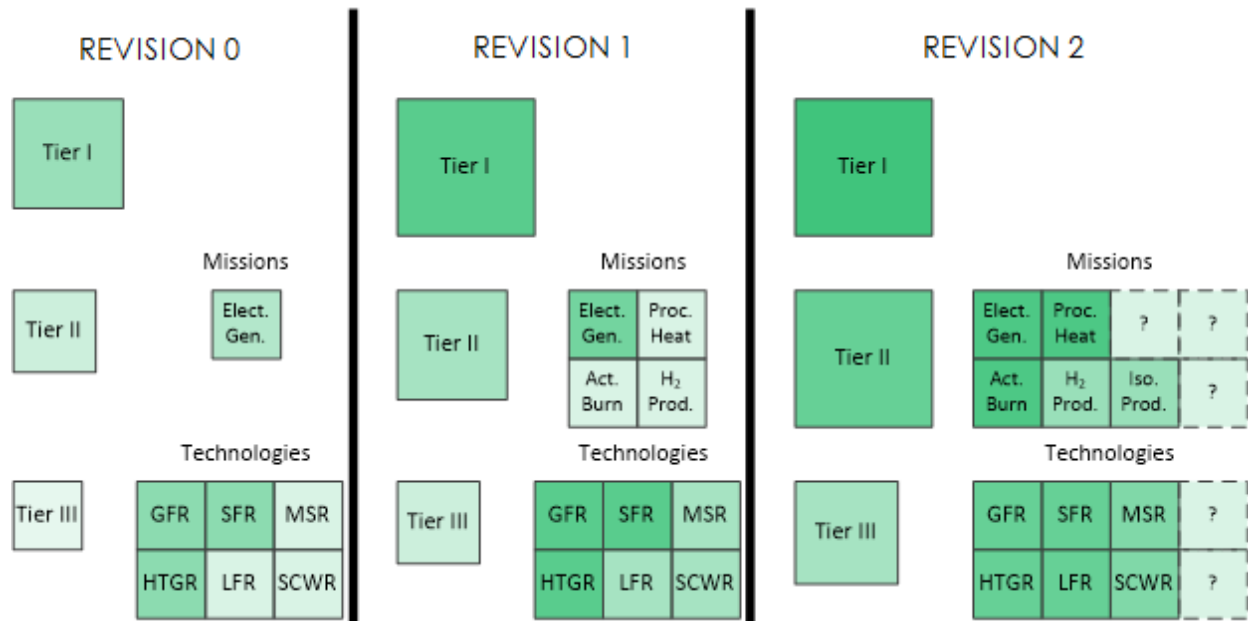 REVISION 0
Tier I
Missions
Tier II
Elect.
Gen.
Technologies
Tier III
GFR SFR MSR
HTGR LFR SCWR
REVISION 1
Tier I
Missions
Tier II
Elect. Proc.
Gen. Heat
Act. H₂
Burn Prod.
Technologies
Tier III
GFR SFR MSR
HTGR LFR SCWR
REVISION 2
Tier I
Missions
Tier II
Elect. Proc. ? ?
Gen. Heat
Act. H₂ Iso. ?
Burn Prod. Prod.
Technologies
Tier III
GFR SFR MSR ?
HTGR LFR SCWR ?